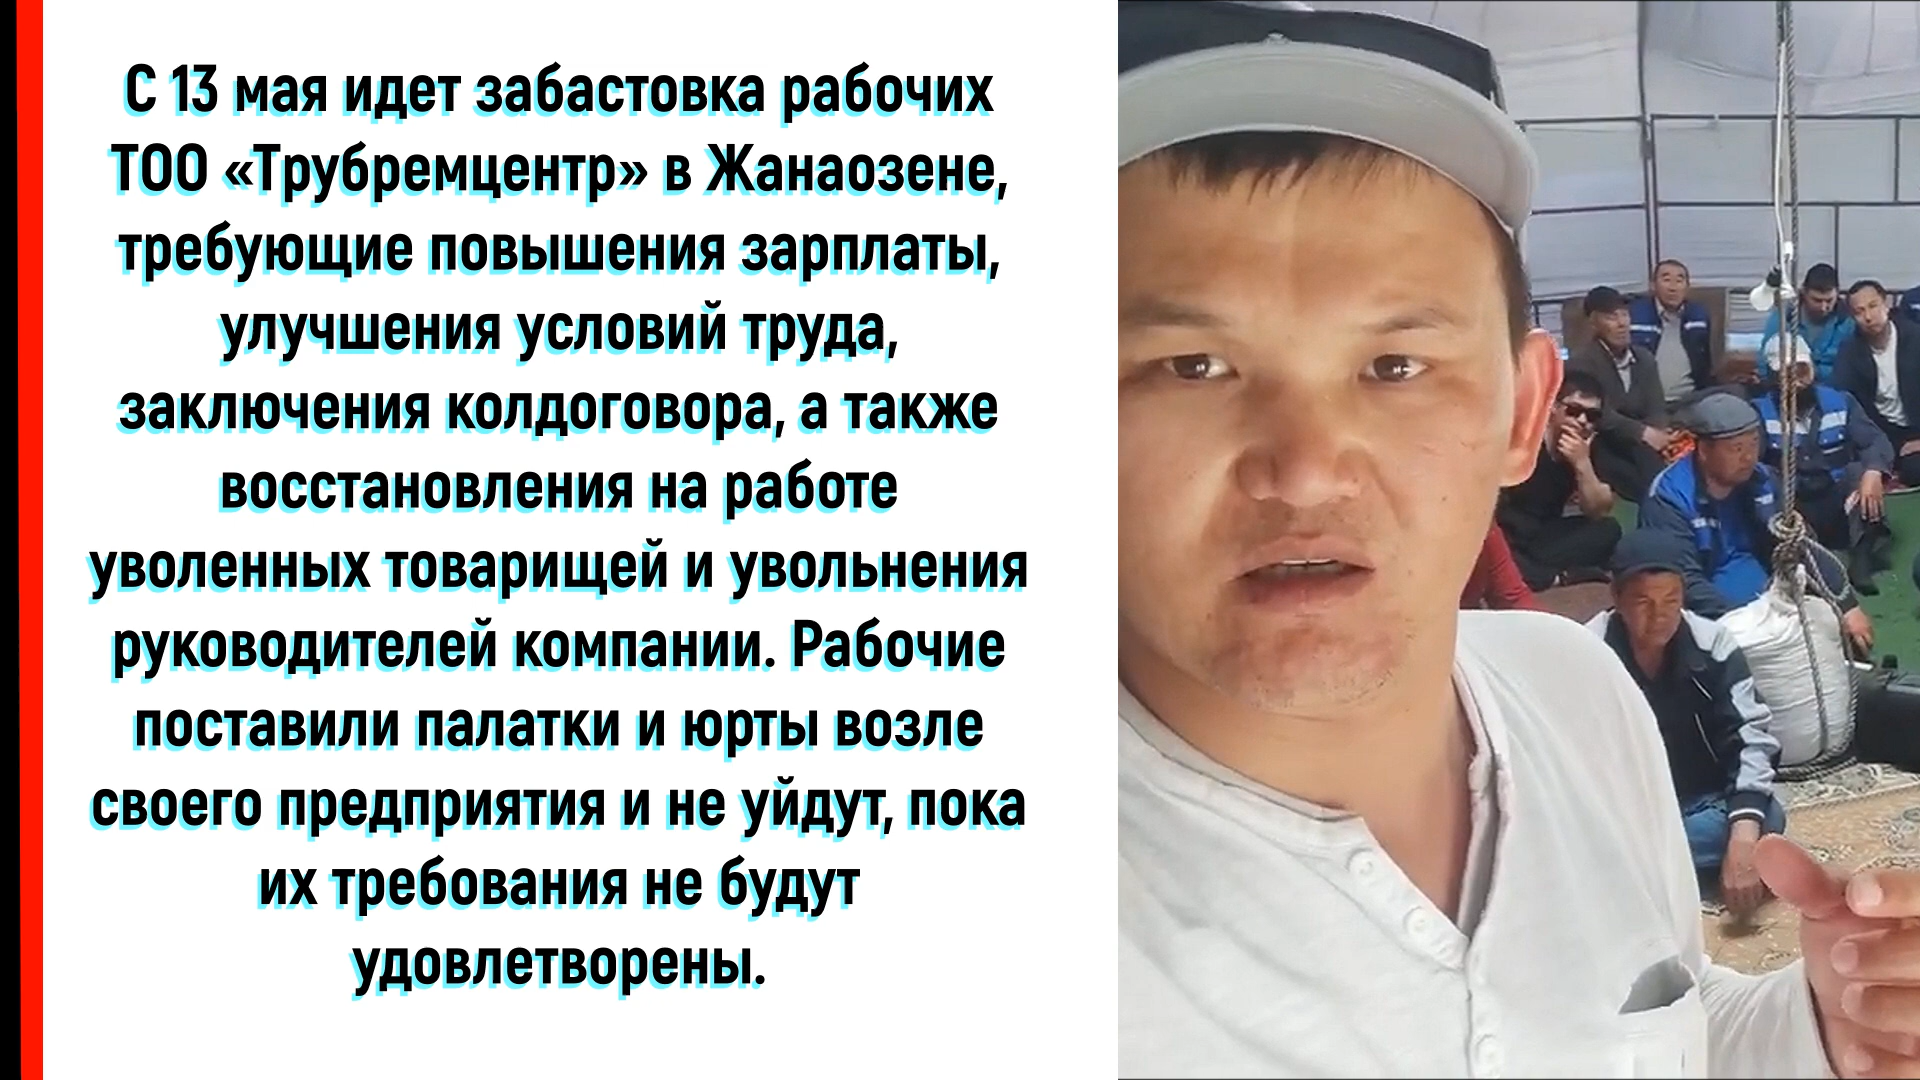 С 13 мая идет забастовка рабочих
ТОО «Трубремцентр» в Жанаозене,
требующие повышения зарплаты,
улучшения условий труда,
заключения колдоговора, а также
восстановления на работе
уволенных товарищей и увольнения
руководителей компании. Рабочие
поставили палатки и юрты возле
своего предприятия и не уйдут, пока
их требования не будут
удовлетворены.